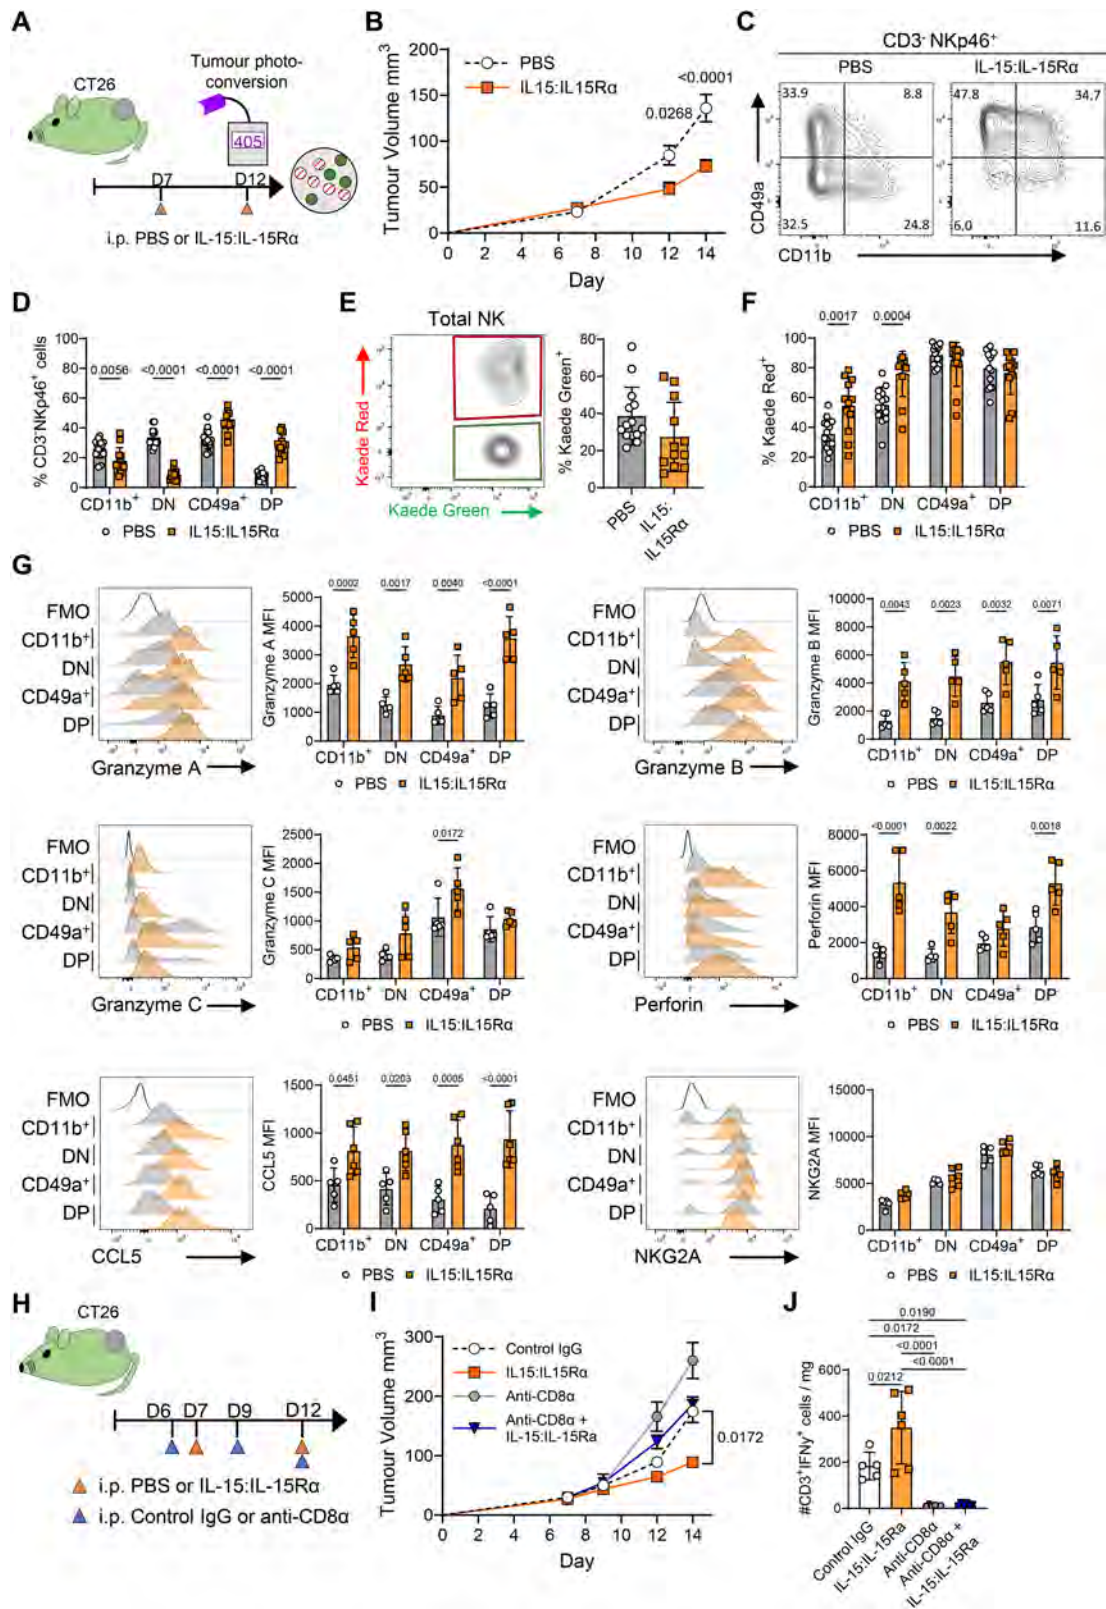 A
CT26
Tumour photo-
conversion
405
D7
D12
i.p. PBS or IL-15:IL-15Rα
B
Tumour Volume mm³
200
150
100
50
0
PBS
IL15:IL15Rα
<0.0001
0.0268
0 2 4 6 8 10 12 14
Day
C
CD3⁻ NKp46⁺
PBS
IL-15:IL-15Rα
33.9
8.8
47.8
34.7
32.5
24.8
6.0
11.6
CD49a
CD11b
D
% CD3⁻NKp46⁺ cells
100
80
60
40
20
0
0.0056 <0.0001 <0.0001 <0.0001
CD11b⁺ DN CD49a⁺ DP
PBS IL15:IL15Rα
E
Total NK
Kaede Red
Kaede Green
% Kaede Green⁺
100
80
60
40
20
0
PBS
IL15:
IL15Rα
F
% Kaede Red⁺
100
80
60
40
20
0
0.0017 0.0004
CD11b⁺ DN CD49a⁺ DP
PBS IL15:IL15Rα
G
FMO
CD11b⁺
DN
CD49a⁺
DP
Granzyme A
Granzyme A MFI
5000
4000
3000
2000
1000
0
0.0002 0.0017 0.0040 <0.0001
CD11b⁺ DN CD49a⁺ DP
PBS IL15:IL15Rα
FMO
CD11b⁺
DN
CD49a⁺
DP
Granzyme B
Granzyme B MFI
8000
6000
4000
2000
0
0.0043 0.0023 0.0032 0.0071
CD11b⁺ DN CD49a⁺ DP
PBS IL15:IL15Rα
FMO
CD11b⁺
DN
CD49a⁺
DP
Granzyme C
Granzyme C MFI
2500
2000
1500
1000
500
0
0.0172
CD11b⁺ DN CD49a⁺ DP
PBS IL15:IL15Rα
FMO
CD11b⁺
DN
CD49a⁺
DP
Perforin
Perforin MFI
8000
6000
4000
2000
0
<0.0001 0.0022 0.0018
CD11b⁺ DN CD49a⁺ DP
PBS IL15:IL15Rα
FMO
CD11b⁺
DN
CD49a⁺
DP
CCL5
CCL5 MFI
1500
1000
500
0
0.0203 0.0005 <0.0001
CD11b⁺ DN CD49a⁺ DP
PBS IL15:IL15Rα
FMO
CD11b⁺
DN
CD49a⁺
DP
NKG2A
NKG2A MFI
15000
10000
5000
0
CD11b⁺ DN CD49a⁺ DP
PBS IL15:IL15Rα
H
CT26
D6 D7 D9 D12
i.p. PBS or IL-15:IL-15Rα
i.p. Control IgG or anti-CD8α
I
Tumour Volume mm³
300
200
100
0
Control IgG
IL15:IL15Rα
Anti-CD8α
Anti-CD8α +
IL-15:IL-15Ra
0.0172
0 2 4 6 8 10 12 14
Day
J
0.0190
0.0172
<0.0001
<0.0001
0.0212
#CD3⁺IFNγ⁺ cells / mg
600
400
200
0
Control IgG
IL-15:IL-15Ra
Anti-CD8α
Anti-CD8α +
IL-15:IL-15Ra